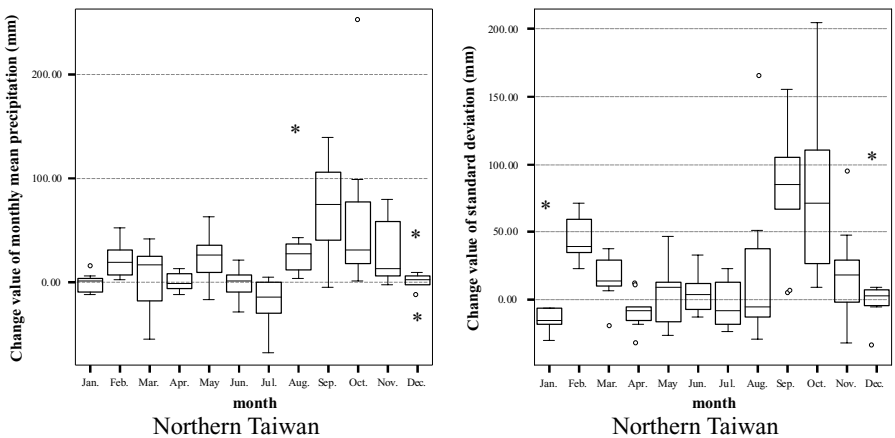 Change value of monthly mean precipitation (mm)
200.00
100.00
0.00
Jan. Feb. Mar. Apr. May Jun. Jul. Aug. Sep. Oct. Nov. Dec.
month
Northern Taiwan
Change value of standard deviation (mm)
200.00
150.00
100.00
50.00
0.00
Jan. Feb. Mar. Apr. May Jun. Jul. Aug. Sep. Oct. Nov. Dec.
month
Northern Taiwan